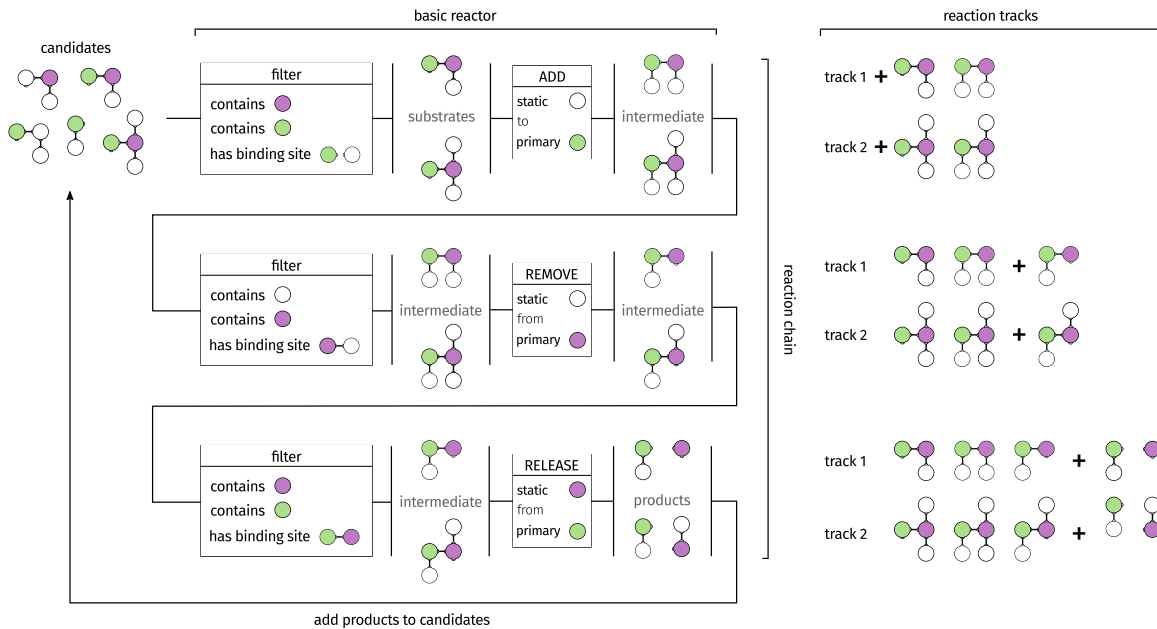 basic reactor
reaction tracks
candidates
filter
contains
contains
has binding site
substrates
ADD
static
to
primary
intermediate
track 1 +
track 2 +
filter
contains
contains
has binding site
intermediate
REMOVE
static
from
primary
intermediate
reaction chain
track 1
+
track 2
+
filter
contains
contains
has binding site
intermediate
RELEASE
static
from
primary
products
track 1
+
track 2
+
add products to candidates